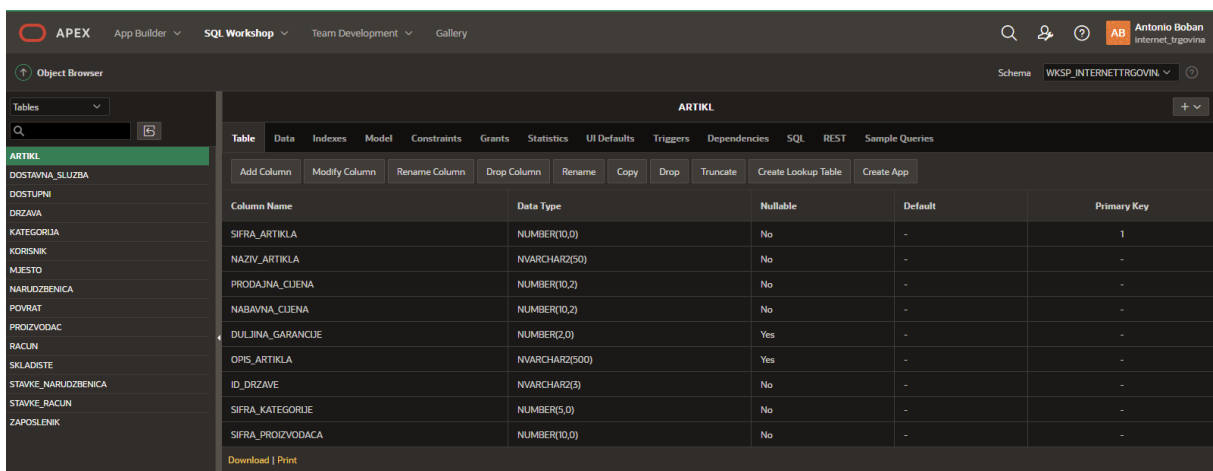 APEX App Builder SQL Workshop Team Development Gallery AB Antonio Boban
internet_trgovina
Object Browser Schema WKSP_INTERNETTRGOVIN
Tables ARTIKL
Table Data Indexes Model Constraints Grants Statistics UI Defaults Triggers Dependencies SQL REST Sample Queries
ARTIKL
DOSTAVNA_SLUZBA
DOSTUPNI
DRZAVA
KATEGORIJA
KORISNIK
MJESTO
NARUDZBENICA
POVRAT
PROIZVODAC
RACUN
SKLADISTE
STAVKE_NARUDZBENICA
STAVKE_RACUN
ZAPOSLENIK
Add Column Modify Column Rename Column Drop Column Rename Copy Drop Truncate Create Lookup Table Create App
Column Name Data Type Nullable Default Primary Key
SIFRA_ARTIKLA NUMBER(10,0) No - 1
NAZIV_ARTIKLA NVARCHAR2(50) No - -
PRODAJNA_CIJENA NUMBER(10,2) No - -
NABAVNA_CIJENA NUMBER(10,2) No - -
DULJINA_GARANCIJE NUMBER(2,0) Yes - -
OPIS_ARTIKLA NVARCHAR2(500) Yes - -
ID_DRZAVE NVARCHAR2(3) No - -
SIFRA_KATEGORIJE NUMBER(5,0) No - -
SIFRA_PROIZVODACA NUMBER(10,0) No - -
Download | Print